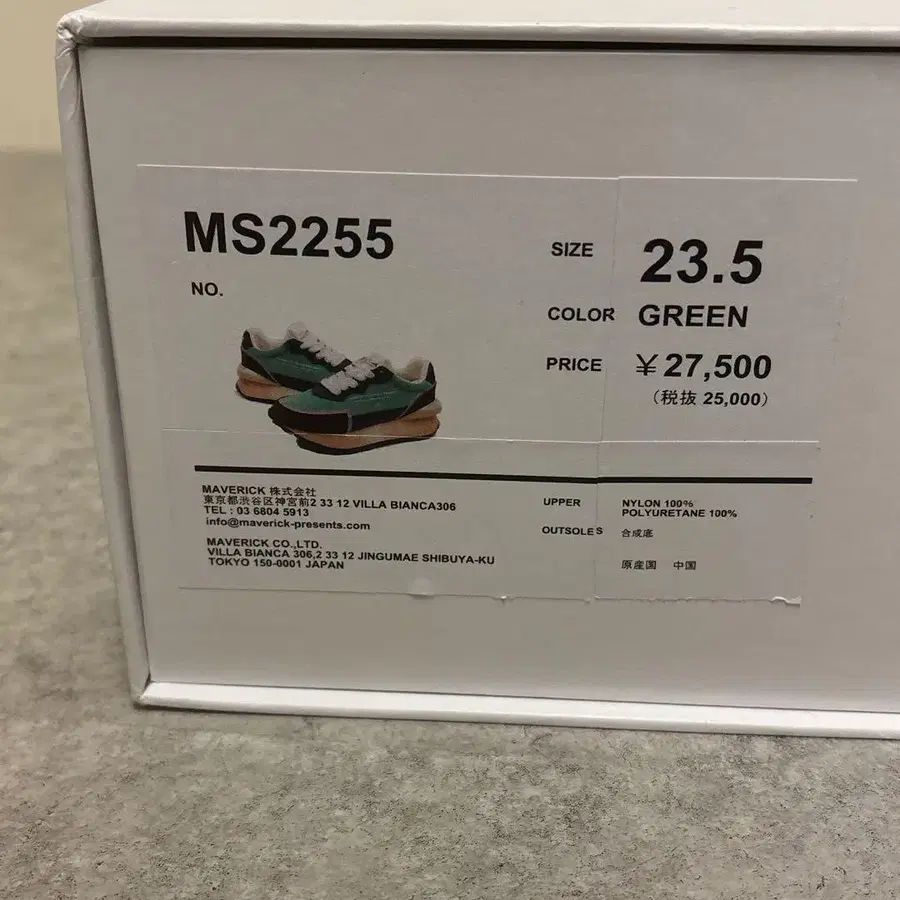 MS2255
NO.
SIZE 23.5
COLOR GREEN
PRICE ¥27,500
(税抜 25,000)
MAVERICK 株式会社
東京都渋谷区神宮前2 33 12 VILLA BIANCA306
TEL : 03 6804 5913
info@maverick-presents.com
MAVERICK CO.,LTD.
VILLA BIANCA 306,2 33 12 JINGUMAE SHIBUYA-KU
TOKYO 150-0001 JAPAN
UPPER NYLON 100%
POLYURETANE 100%
OUTSOLES 合成底
原産国 中国